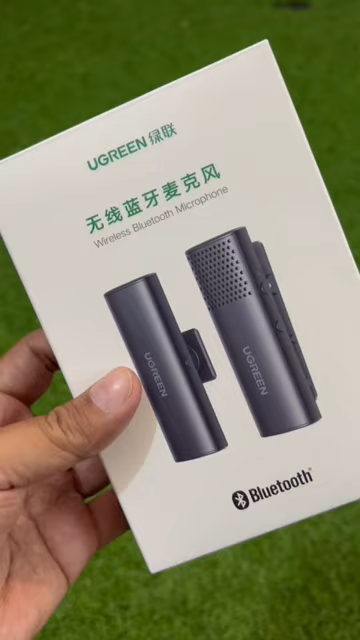 UGREEN 绿联
无线蓝牙麦克风
Wireless Bluetooth Microphone
UGREEN
UGREEN
Bluetooth®